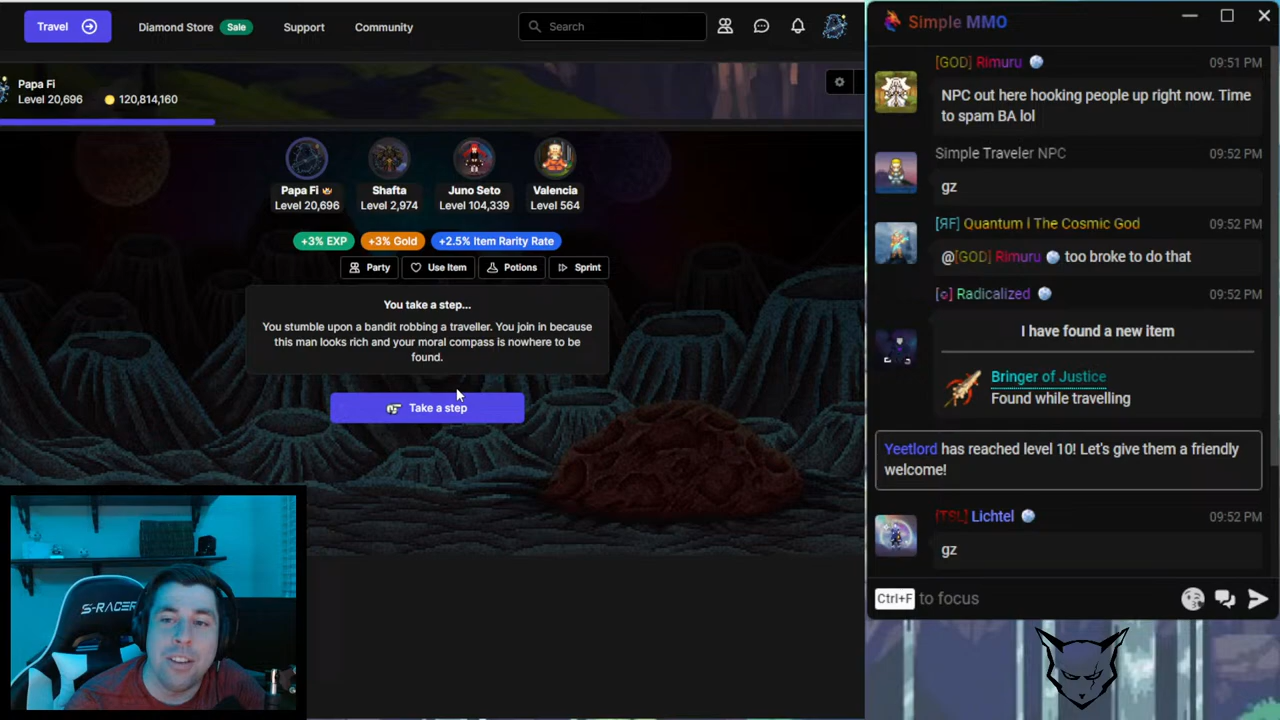 Travel
Diamond Store Sale
Support
Community
Search
Papa Fi
Level 20,696
120,814,160
Papa Fi
Level 20,696
Shafta
Level 2,974
Juno Seto
Level 104,339
Valencia
Level 564
+3% EXP
+3% Gold
+2.5% Item Rarity Rate
Party
Use Item
Potions
Sprint
You take a step...
You stumble upon a bandit robbing a traveller. You join in because
this man looks rich and your moral compass is nowhere to be
found.
Take a step
S-RACER
Simple MMO
[GOD] Rimuru 09:51 PM
NPC out here hooking people up right now. Time
to spam BA lol
Simple Traveler NPC 09:52 PM
gz
[ЯF] Quantum l The Cosmic God 09:52 PM
@[GOD] Rimuru too broke to do that
Radicalized 09:52 PM
I have found a new item
Bringer of Justice
Found while travelling
Yeetlord has reached level 10! Let's give them a friendly
welcome!
[TSL] Lichtel 09:52 PM
gz
Ctrl+F to focus